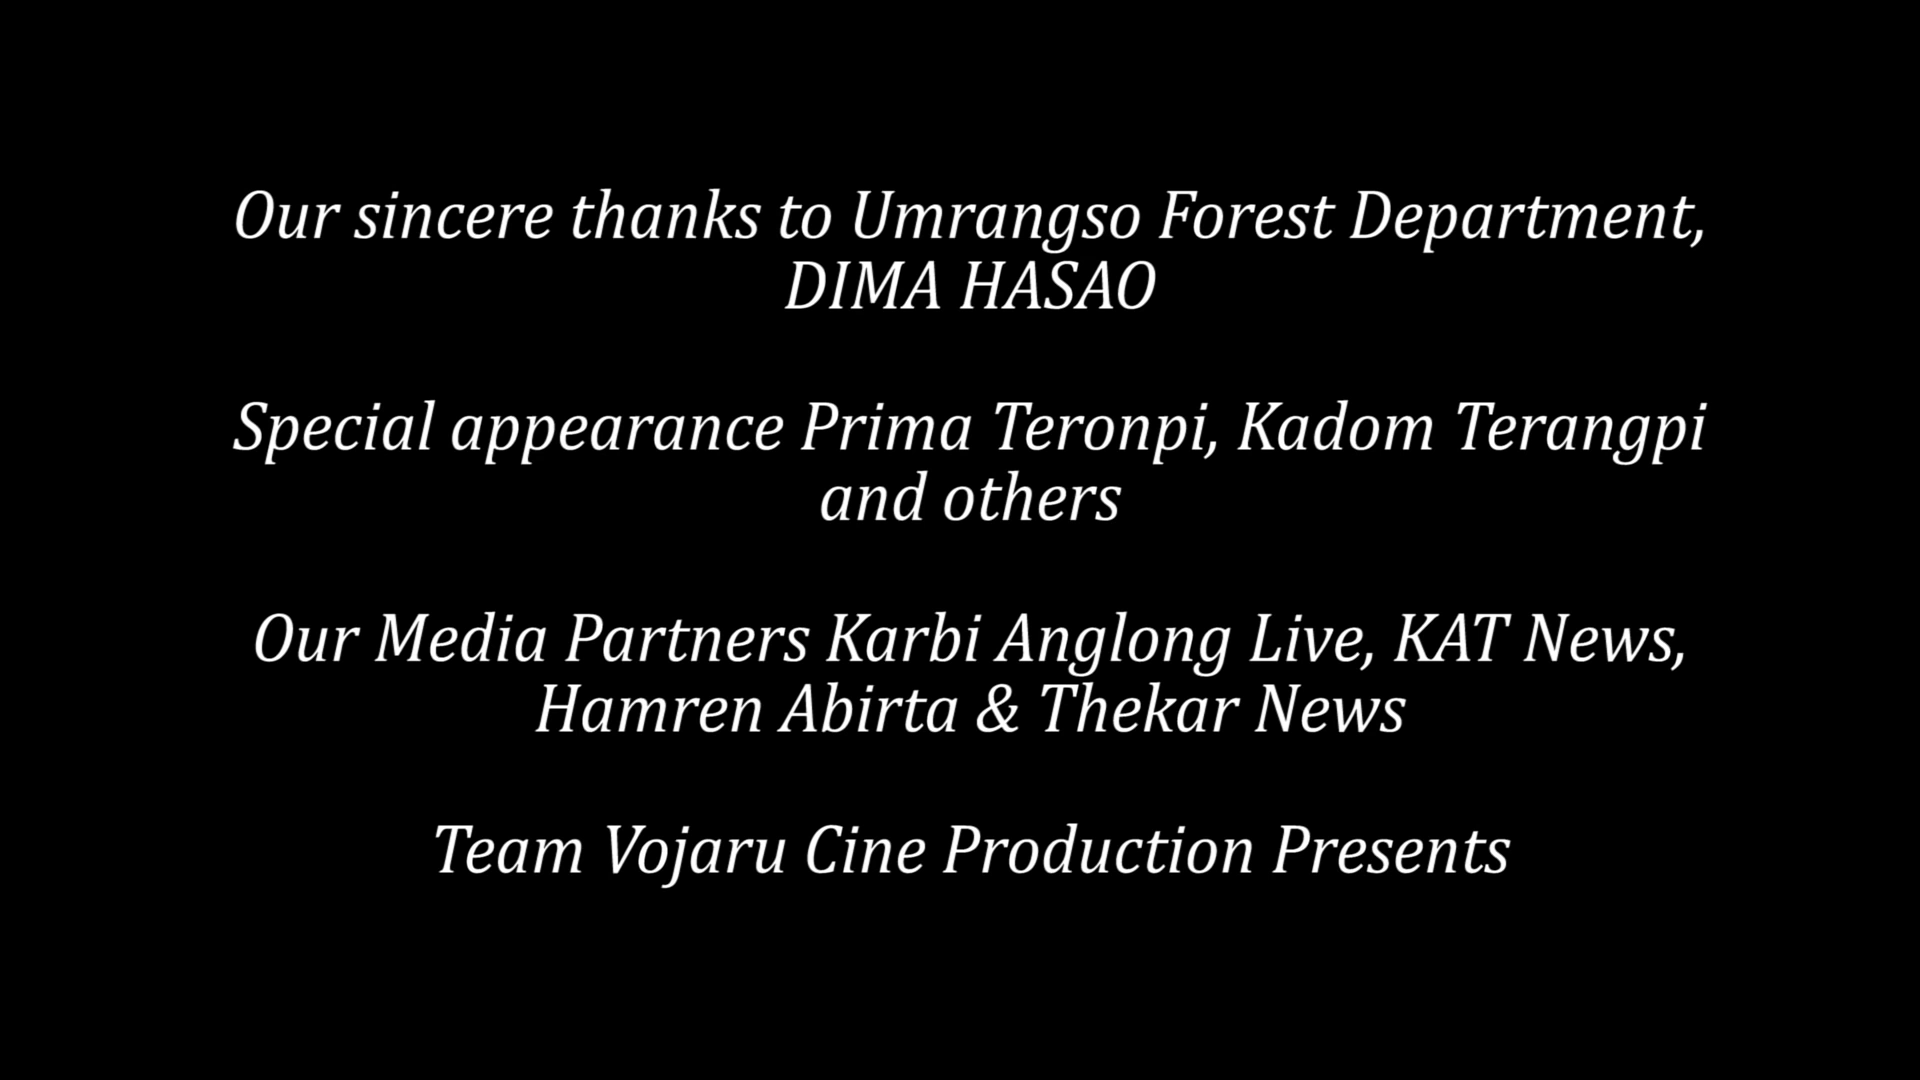 Our sincere thanks to Umrangso Forest Department,
DIMA HASAO
Special appearance Prima Teronpi, Kadom Terangpi
and others
Our Media Partners Karbi Anglong Live, KAT News,
Hamren Abirta & Thekar News
Team Vojaru Cine Production Presents